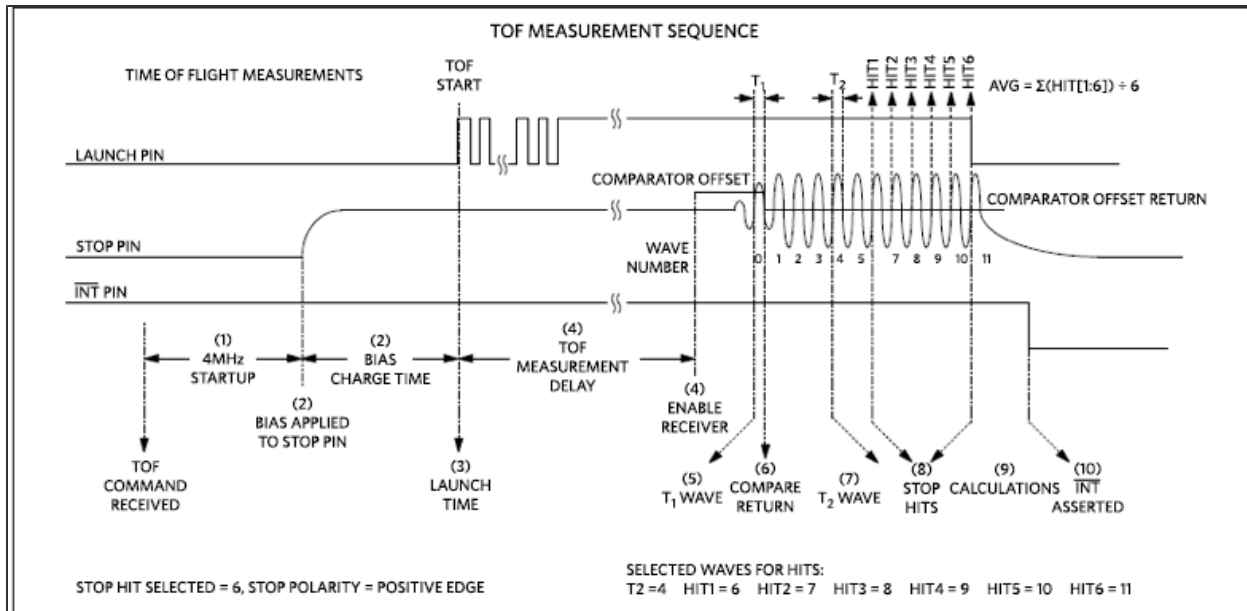 TOF MEASUREMENT SEQUENCE
TIME OF FLIGHT MEASUREMENTS
TOF
START
T1
T2
HIT1
HIT2
HIT3
HIT4
HIT5
HIT6
AVG = Σ(HIT[1:6]) ÷ 6
LAUNCH PIN
COMPARATOR OFFSET
COMPARATOR OFFSET RETURN
STOP PIN
WAVE
NUMBER
0 1 2 3 4 5 7 8 9 10 11
INT PIN
(1)
4MHz
STARTUP
(2)
BIAS
CHARGE TIME
(4)
TOF
MEASUREMENT
DELAY
(2)
BIAS APPLIED
TO STOP PIN
(4)
ENABLE
RECEIVER
TOF
COMMAND
RECEIVED
(3)
LAUNCH
TIME
(5)
T1 WAVE
(6)
COMPARE
RETURN
(7)
T2 WAVE
(8)
STOP
HITS
(9)
CALCULATIONS
(10)
INT
ASSERTED
STOP HIT SELECTED = 6, STOP POLARITY = POSITIVE EDGE
SELECTED WAVES FOR HITS:
T2 =4 HIT1 = 6 HIT2 = 7 HIT3 = 8 HIT4 = 9 HIT5 = 10 HIT6 = 11